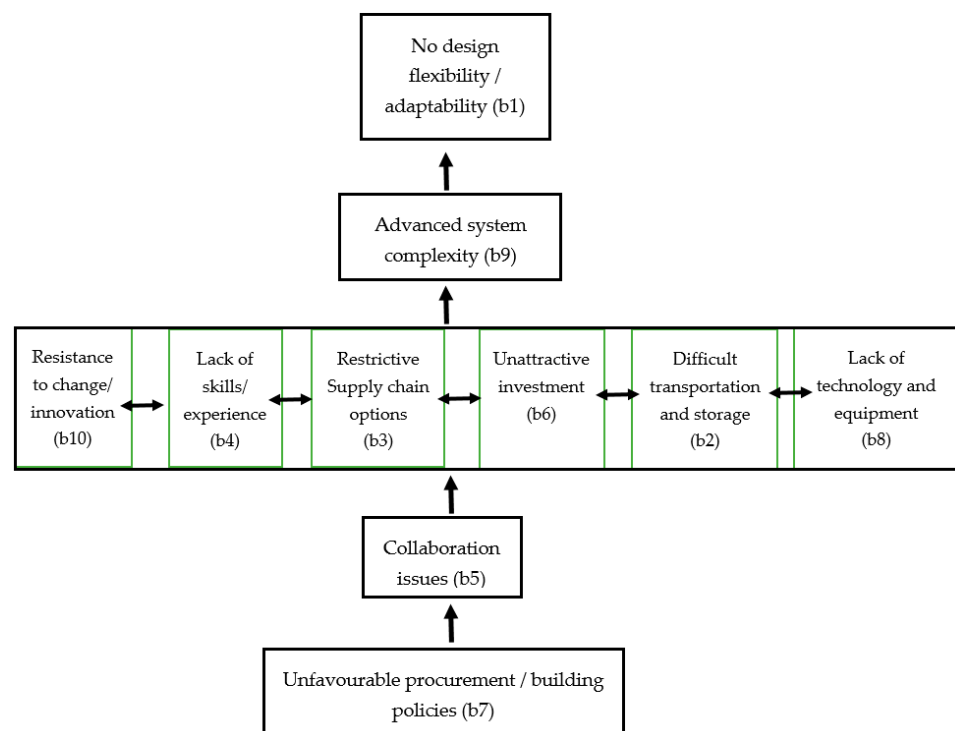 No design
flexibility /
adaptability (b1)
Advanced system
complexity (b9)
Resistance
to change/
innovation
(b10)
Lack of
skills/
experience
(b4)
Restrictive
Supply chain
options
(b3)
Unattractive
investment
(b6)
Difficult
transportation
and storage
(b2)
Lack of
technology and
equipment
(b8)
Collaboration
issues (b5)
Unfavourable procurement / building
policies (b7)